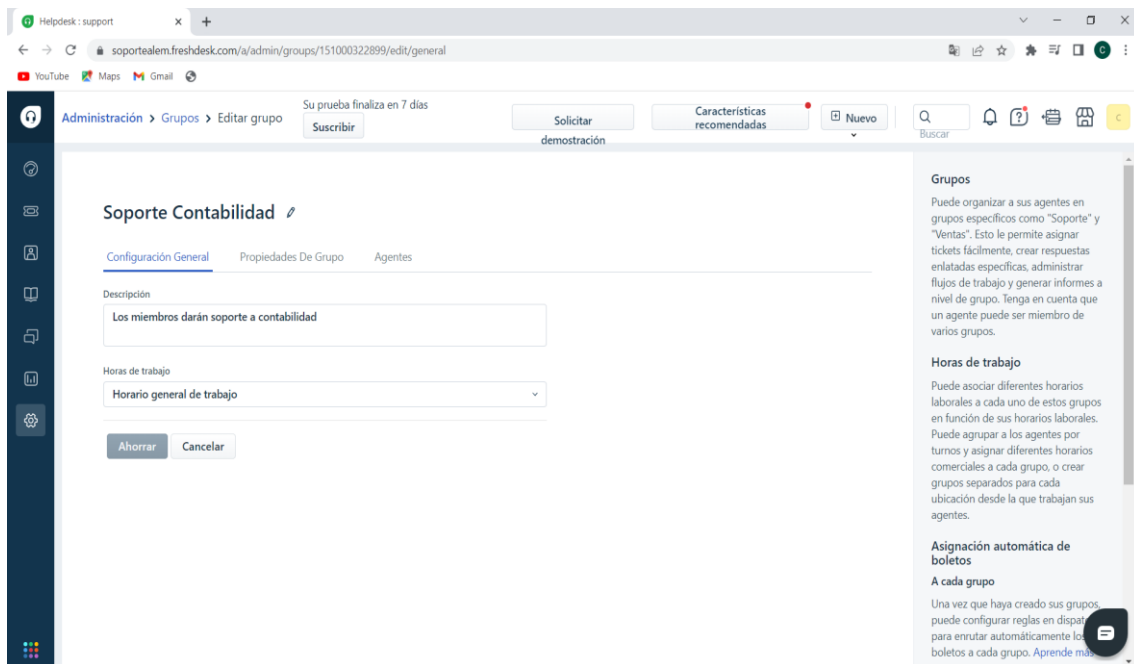 Helpdesk : support
soportealem.freshdesk.com/a/admin/groups/151000322899/edit/general
C
YouTube
Maps
Gmail
Administración > Grupos > Editar grupo
Su prueba finaliza en 7 días
Suscribir
Solicitar
demostración
Características
recomendadas
Nuevo
Buscar
C
Soporte Contabilidad
Configuración General
Propiedades De Grupo
Agentes
Descripción
Los miembros darán soporte a contabilidad
Horas de trabajo
Horario general de trabajo
Ahorrar
Cancelar
Grupos
Puede organizar a sus agentes en
grupos específicos como "Soporte" y
"Ventas". Esto le permite asignar
tickets fácilmente, crear respuestas
enlatadas específicas, administrar
flujos de trabajo y generar informes a
nivel de grupo. Tenga en cuenta que
un agente puede ser miembro de
varios grupos.
Horas de trabajo
Puede asociar diferentes horarios
laborales a cada uno de estos grupos
en función de sus horarios laborales.
Puede agrupar a los agentes por
turnos y asignar diferentes horarios
comerciales a cada grupo, o crear
grupos separados para cada
ubicación desde la que trabajan sus
agentes.
Asignación automática de
boletos
A cada grupo
Una vez que haya creado sus grupos,
puede configurar reglas en
para enrutar automáticamente
boletos a cada grupo. Aprende